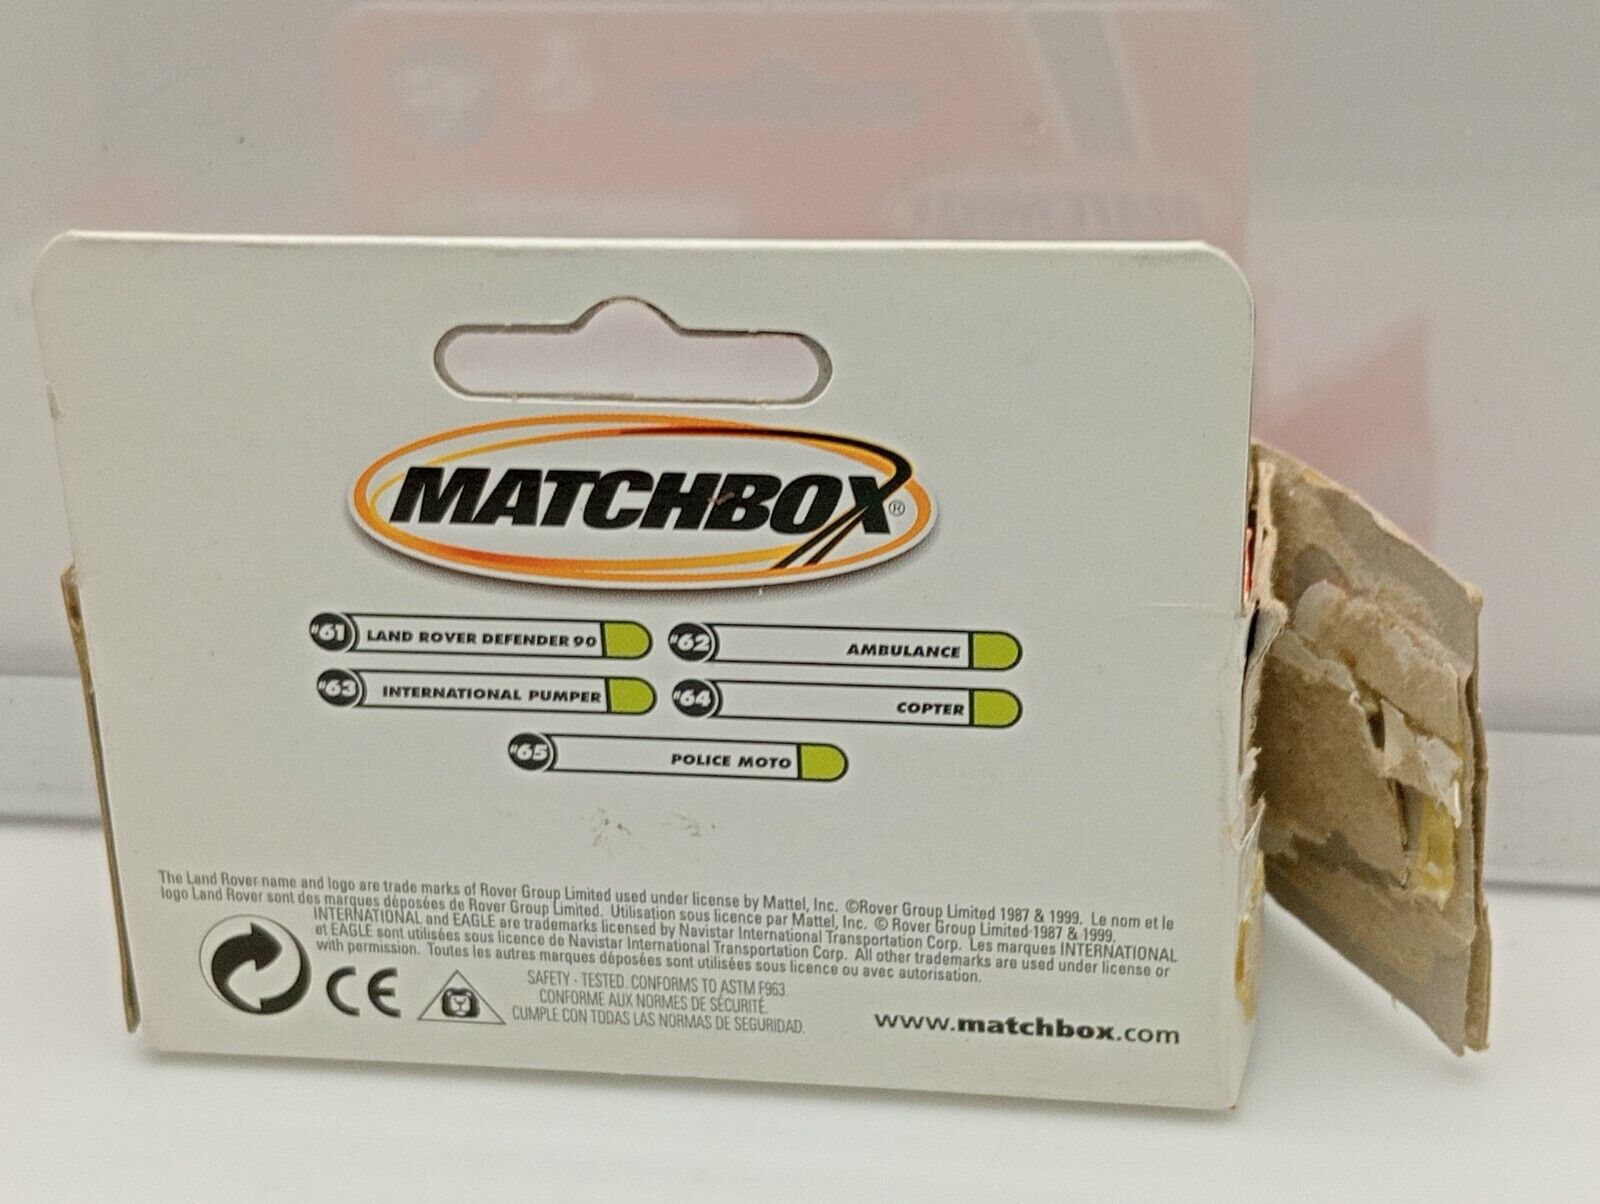 MATCHBOX®
#61 LAND ROVER DEFENDER 90
#62 AMBULANCE
#63 INTERNATIONAL PUMPER
#64 COPTER
#65 POLICE MOTO
The Land Rover name and logo are trade marks of Rover Group Limited used under license by Mattel, Inc. ©Rover Group Limited 1987 & 1999. Le nom et le
logo Land Rover sont des marques déposées de Rover Group Limited. Utilisation sous licence par Mattel, Inc. © Rover Group Limited 1987 & 1999.
INTERNATIONAL and EAGLE are trademarks licensed by Navistar International Transportation Corp. Les marques INTERNATIONAL
et EAGLE sont utilisées sous licence de Navistar International Transportation Corp. All other trademarks are used under license or
with permission. Toutes les autres marques déposées sont utilisées sous licence ou avec autorisation.
CE
SAFETY - TESTED. CONFORMS TO ASTM F963.
CONFORME AUX NORMES DE SÉCURITÉ.
CUMPLE CON TODAS LAS NORMAS DE SEGURIDAD.
www.matchbox.com